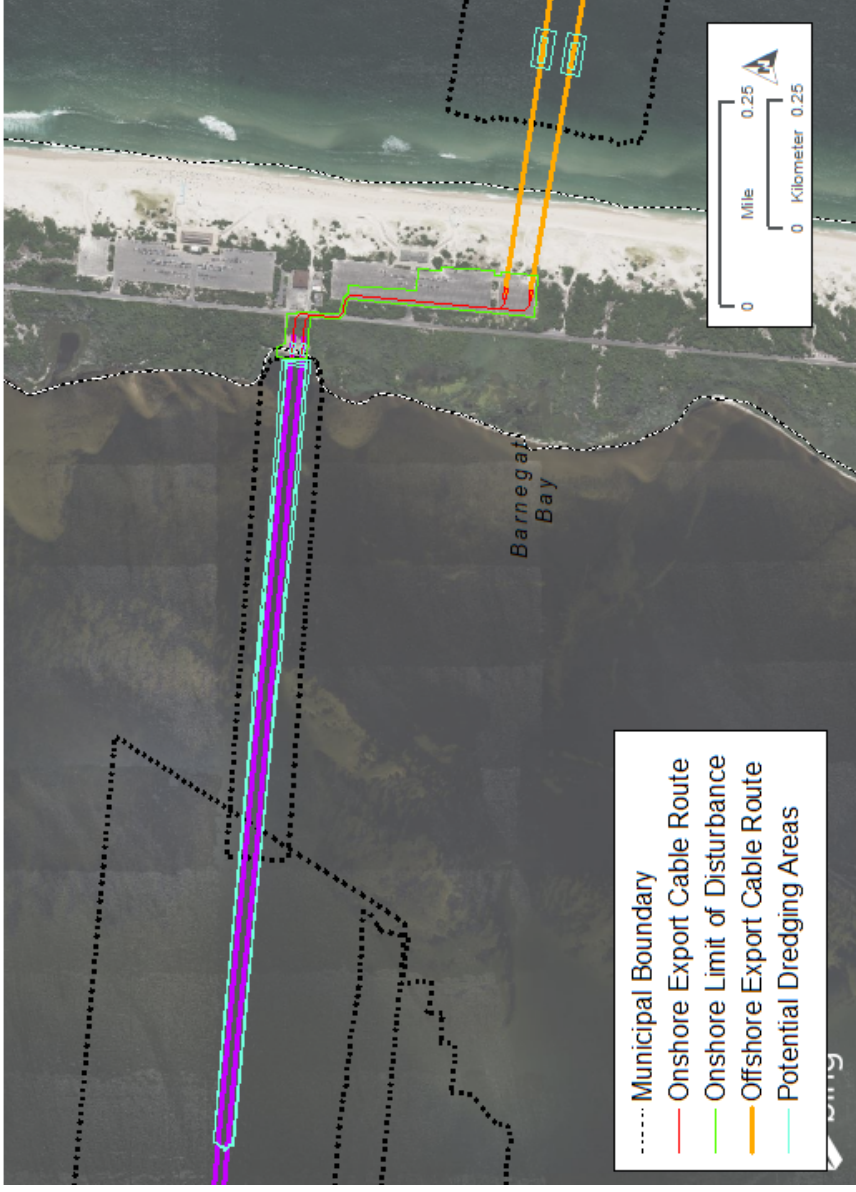 Barnegat
Bay
0 0.25
Mile
Kilometer
0 0.25
N
Municipal Boundary
Onshore Export Cable Route
Onshore Limit of Disturbance
Offshore Export Cable Route
Potential Dredging Areas
bing